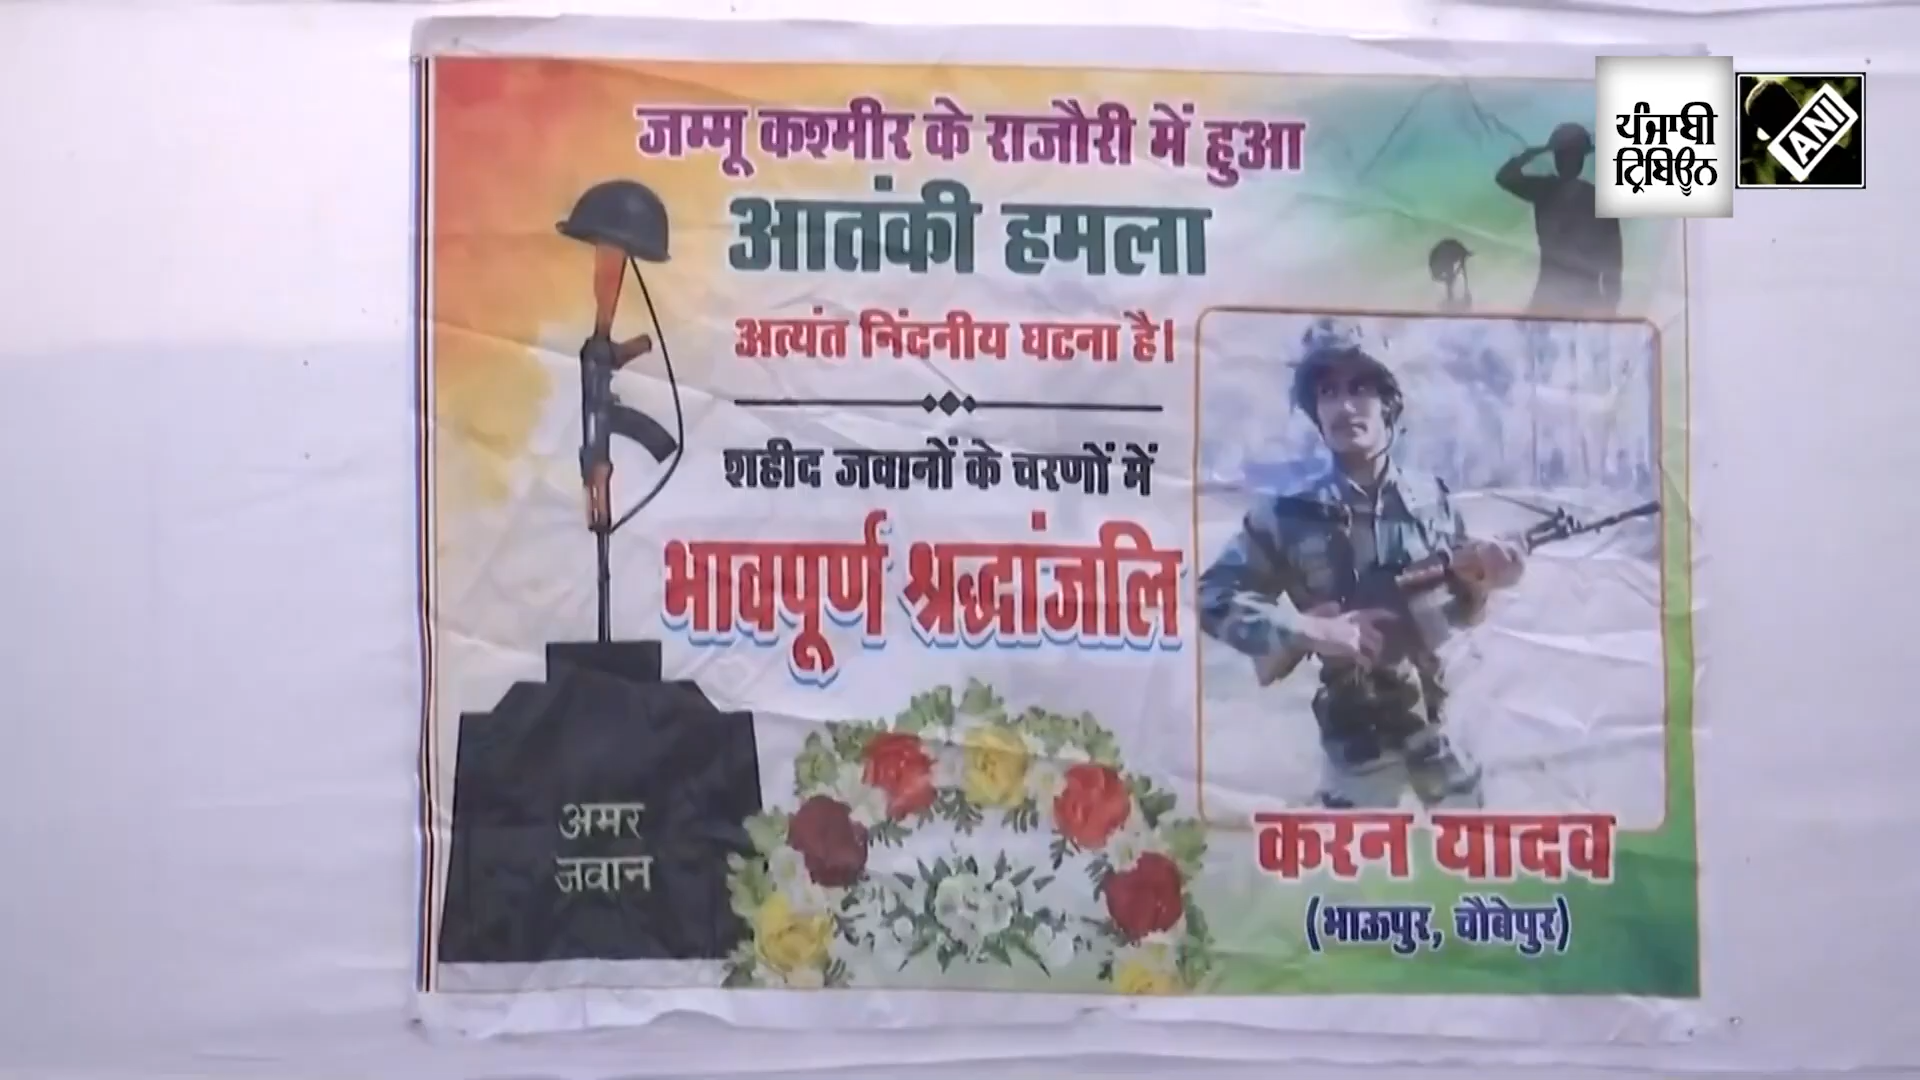 जम्मू कश्मीर के राजौरी में हुआ
आतंकी हमला
अत्यंत निंदनीय घटना है।
शहीद जवानों के चरणों में
भावपूर्ण श्रद्धांजलि
अमर
जवान
करन यादव
(भाऊपुर, चौबेपुर)
ਪੰਜਾਬੀ
ਟ੍ਰਿਬਿਊਨ
ANI